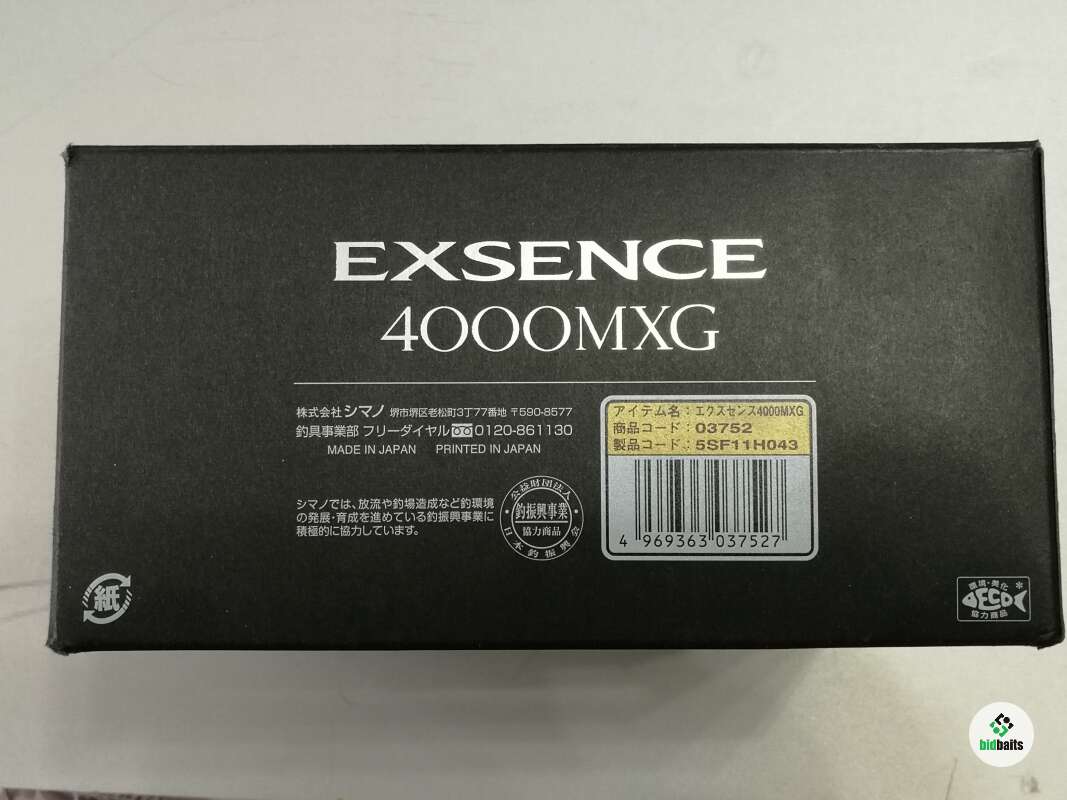 EXSENCE
4000MXG
株式会社シマノ 堺市堺区老松町3丁77番地 〒590-8577
釣具事業部 フリーダイヤル 0120-861130
MADE IN JAPAN PRINTED IN JAPAN
シマノでは、放流や釣場造成など釣環境
の発展・育成を進めている釣振興事業に
積極的に協力しています。
公益財団法人
釣振興事業
協力商品
日本釣振興会
アイテム名：エクスセンス4000MXG
商品コード：03752
製品コード：5SF11H043
4 969363 037527
紙
環境・美化
ECO
協力商品
bidbaits